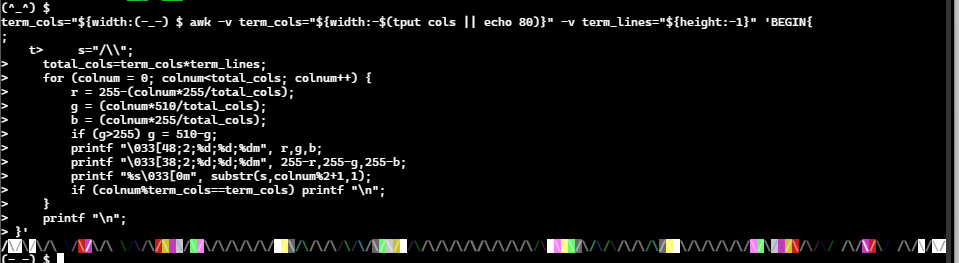 (^_^) $
term_cols="${width:(-_-) $ awk -v term_cols="${width:-$(tput cols || echo 80)}" -v term_lines="${height:-1}" 'BEGIN{
;
    t>     s="/\\";
>     total_cols=term_cols*term_lines;
>     for (colnum = 0; colnum<total_cols; colnum++) {
>         r = 255-(colnum*255/total_cols);
>         g = (colnum*510/total_cols);
>         b = (colnum*255/total_cols);
>         if (g>255) g = 510-g;
>         printf "\033[48;2;%d;%d;%dm", r,g,b;
>         printf "\033[38;2;%d;%d;%dm", 255-r,255-g,255-b;
>         printf "%s\033[0m", substr(s,colnum%2+1,1);
>         if (colnum%term_cols==term_cols) printf "\n";
>     }
>     printf "\n";
> }'
(-_-) $